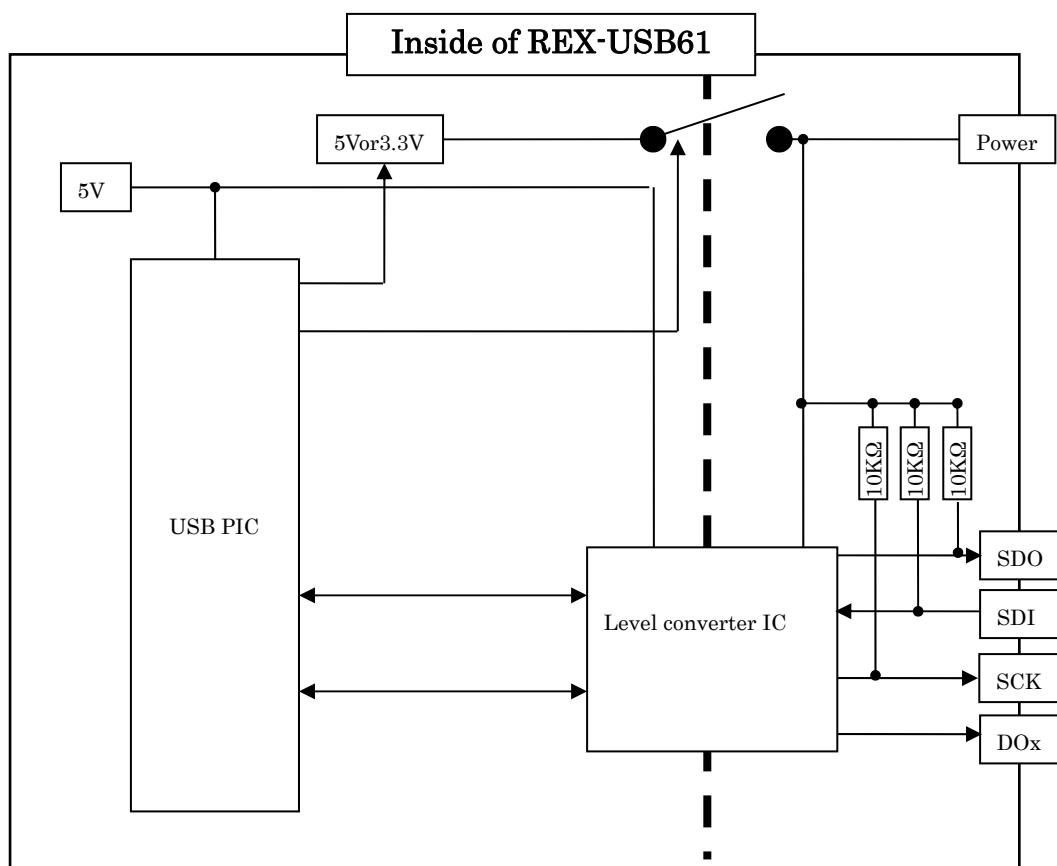 Inside of REX-USB61
5Vor3.3V
Power
5V
10KΩ
10KΩ
10KΩ
USB PIC
SDO
Level converter IC
SDI
SCK
DOx